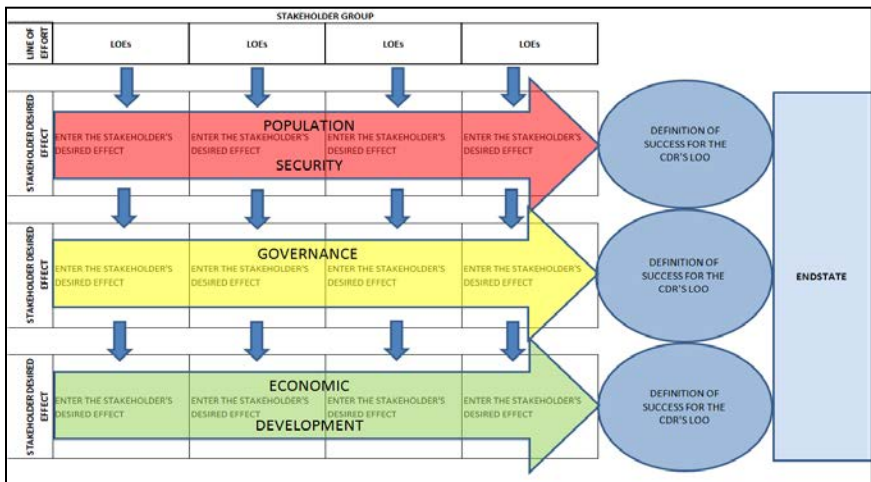 STAKEHOLDER GROUP
LINE OF
EFFORT
LOEs
LOEs
LOEs
LOEs
STAKEHOLDER DESIRED
EFFECT
POPULATION
ENTER THE STAKEHOLDER'S
DESIRED EFFECT
ENTER THE STAKEHOLDER'S
DESIRED EFFECT
ENTER THE STAKEHOLDER'S
DESIRED EFFECT
ENTER THE STAKEHOLDER'S
DESIRED EFFECT
SECURITY
DEFINITION OF
SUCCESS FOR THE
CDR'S LOO
STAKEHOLDER DESIRED
EFFECT
GOVERNANCE
ENTER THE STAKEHOLDER'S
DESIRED EFFECT
ENTER THE STAKEHOLDER'S
DESIRED EFFECT
ENTER THE STAKEHOLDER'S
DESIRED EFFECT
ENTER THE STAKEHOLDER'S
DESIRED EFFECT
DEFINITION OF
SUCCESS FOR THE
CDR'S LOO
ENDSTATE
STAKEHOLDER DESIRED
EFFECT
ECONOMIC
ENTER THE STAKEHOLDER'S
DESIRED EFFECT
ENTER THE STAKEHOLDER'S
DESIRED EFFECT
ENTER THE STAKEHOLDER'S
DESIRED EFFECT
ENTER THE STAKEHOLDER'S
DESIRED EFFECT
DEVELOPMENT
DEFINITION OF
SUCCESS FOR THE
CDR'S LOO